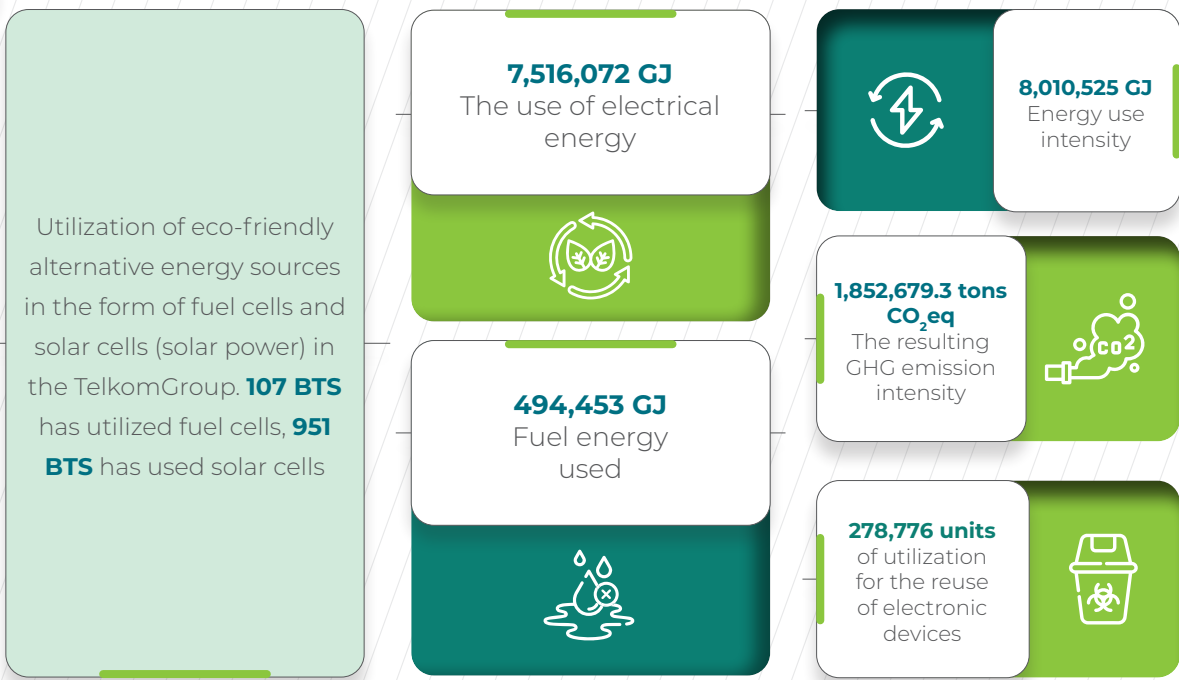 Utilization of eco-friendly
alternative energy sources
in the form of fuel cells and
solar cells (solar power) in
the TelkomGroup. 107 BTS
has utilized fuel cells, 951
BTS has used solar cells
7,516,072 GJ
The use of electrical
energy
494,453 GJ
Fuel energy
used
8,010,525 GJ
Energy use
intensity
1,852,679.3 tons
CO₂eq
The resulting
GHG emission
intensity
CO²
278,776 units
of utilization
for the reuse
of electronic
devices